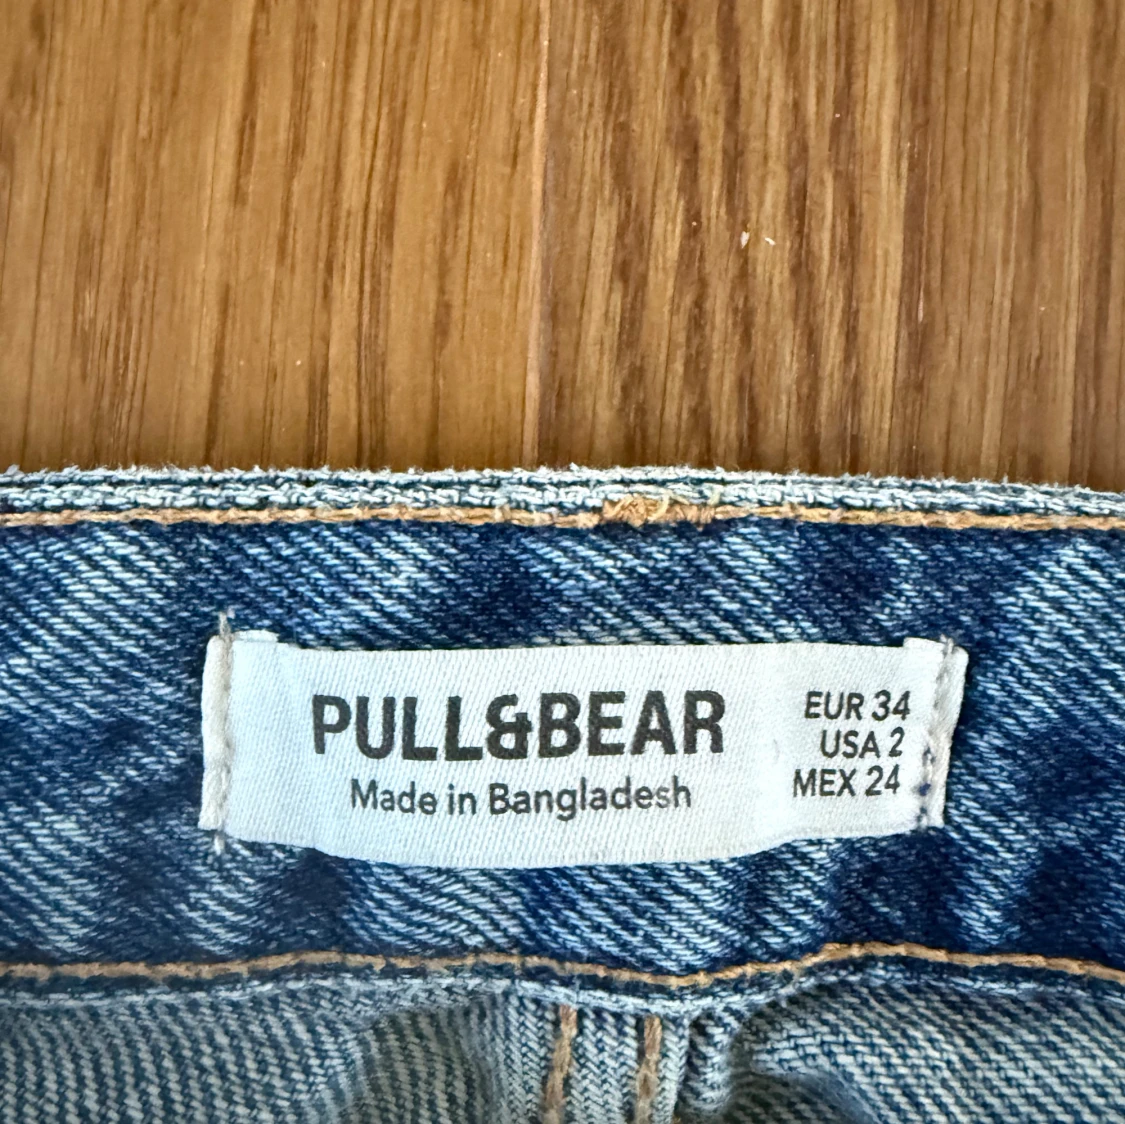 PULL&BEAR
Made in Bangladesh
EUR 34
USA 2
MEX 24